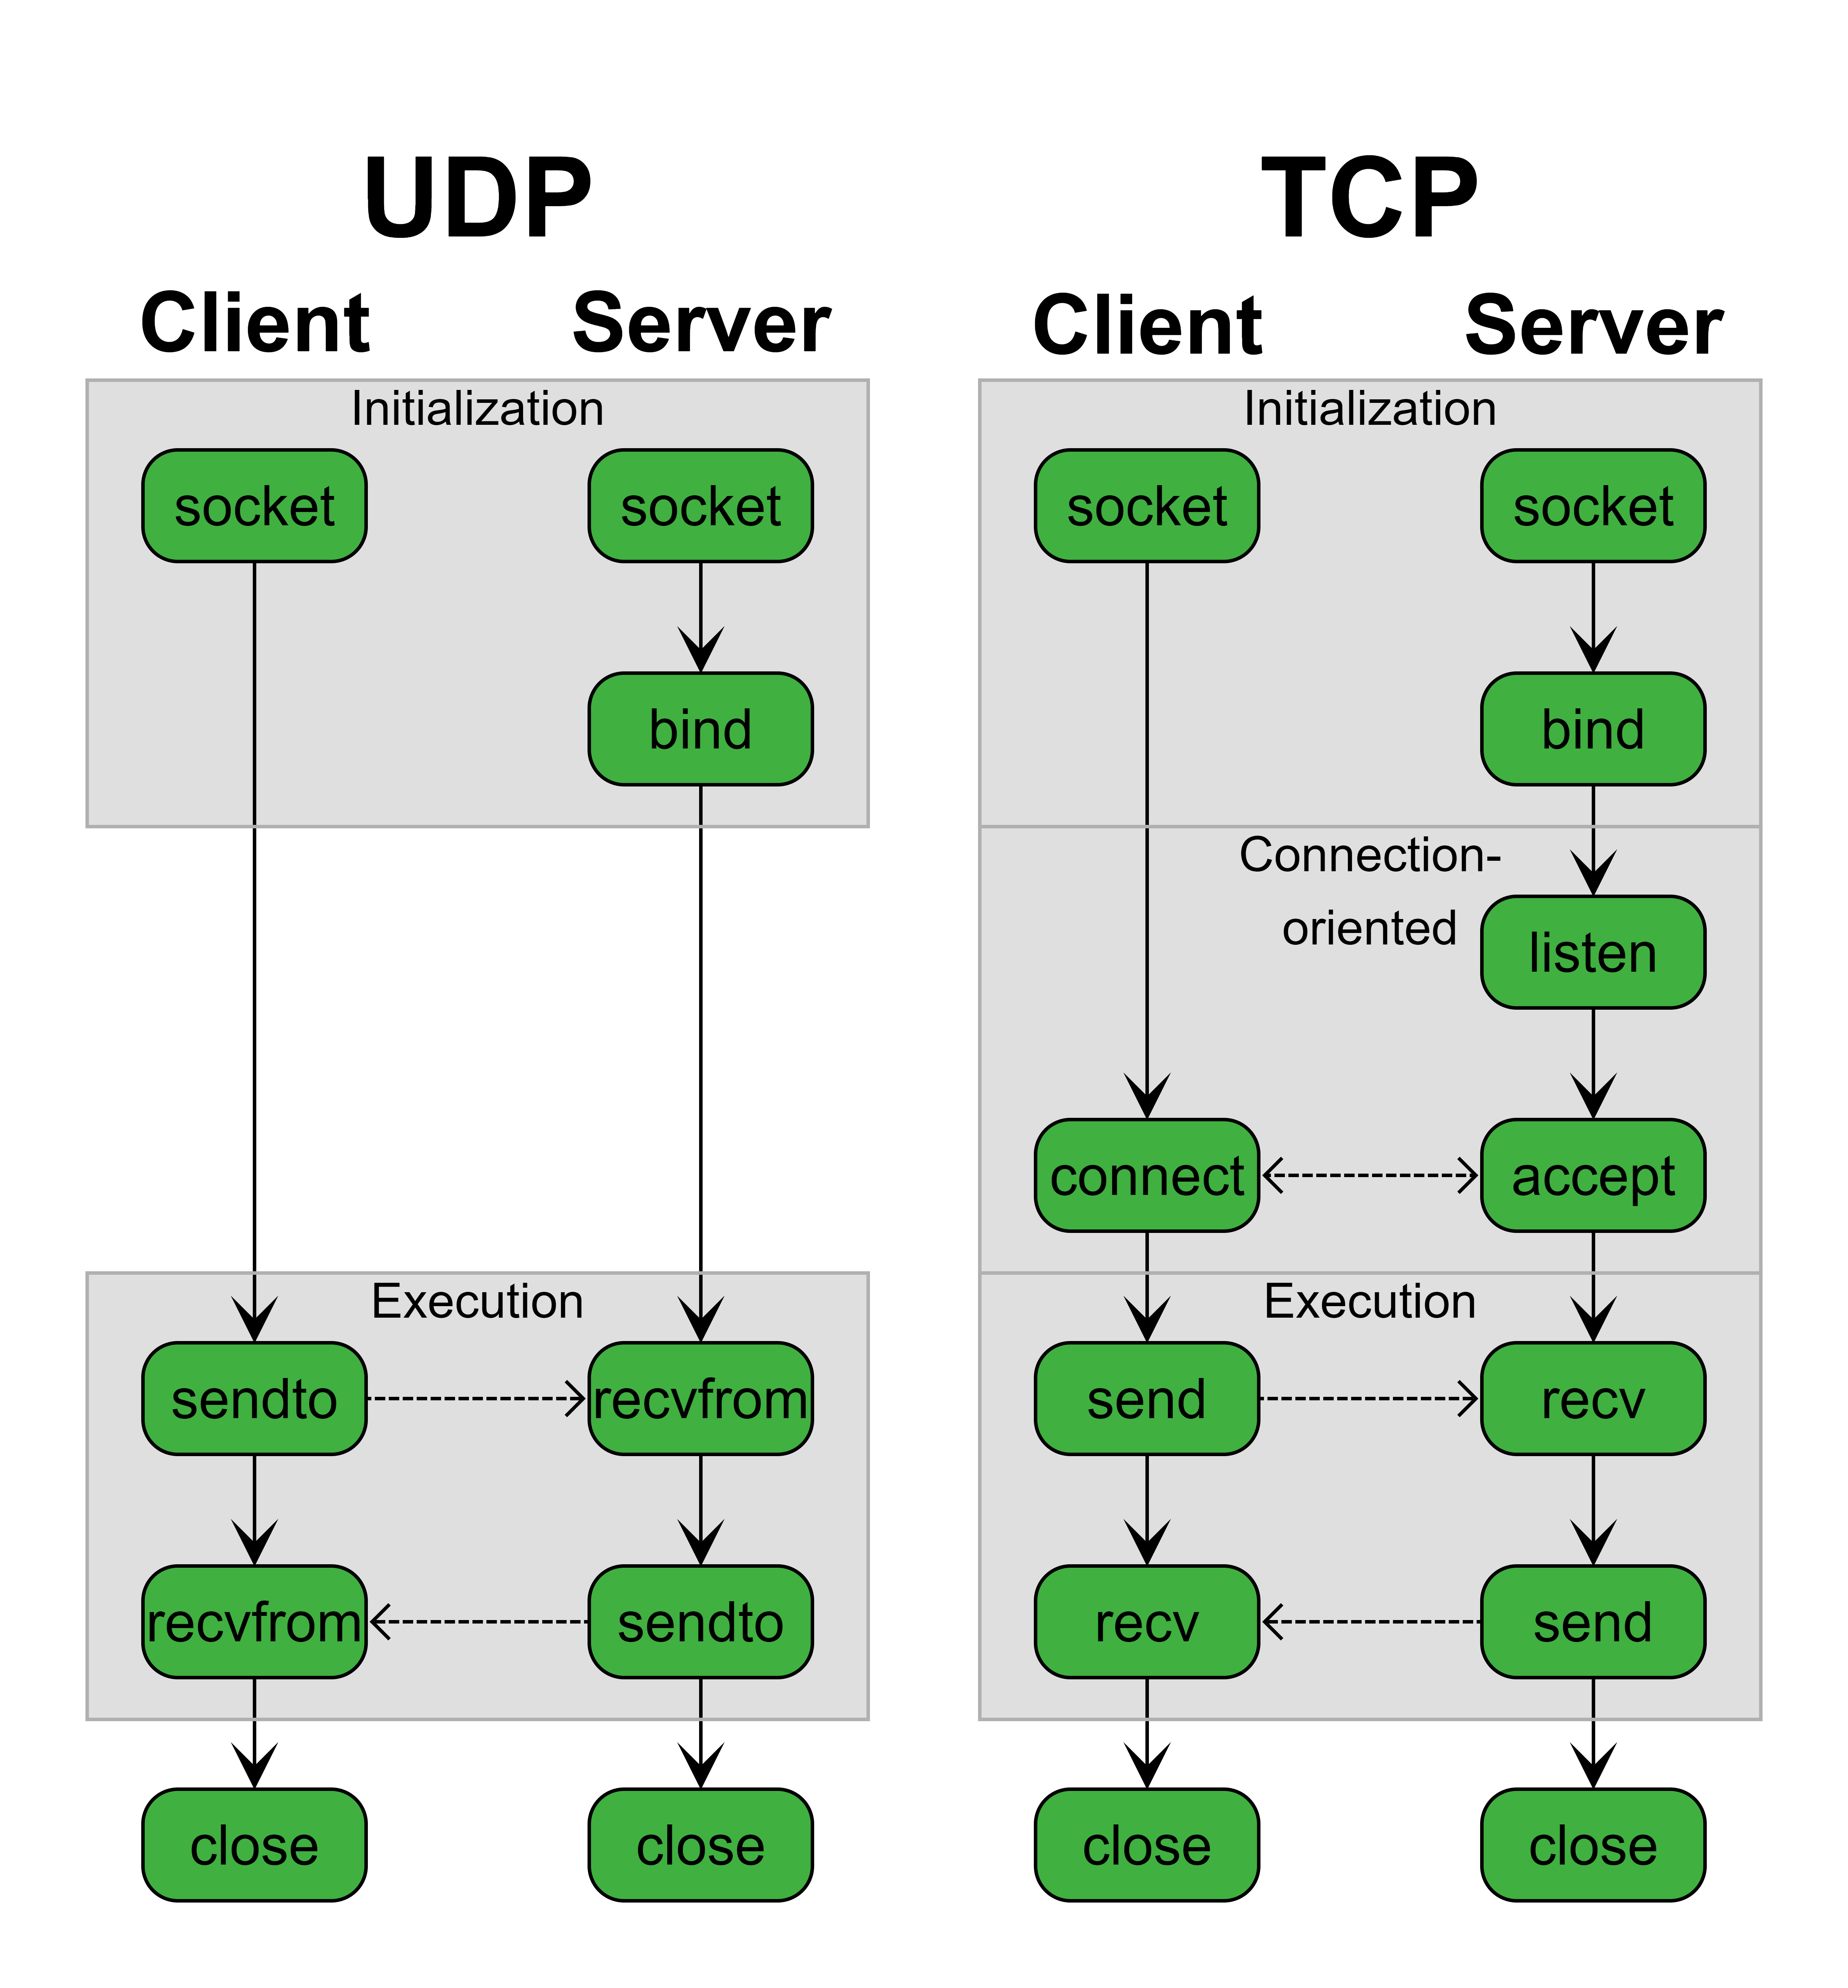 UDP
Client
Server
Initialization
socket
socket
bind
Execution
sendto
recvfrom
recvfrom
sendto
close
close
TCP
Client
Server
Initialization
socket
socket
bind
Connection-
oriented
listen
connect
accept
Execution
send
recv
recv
send
close
close